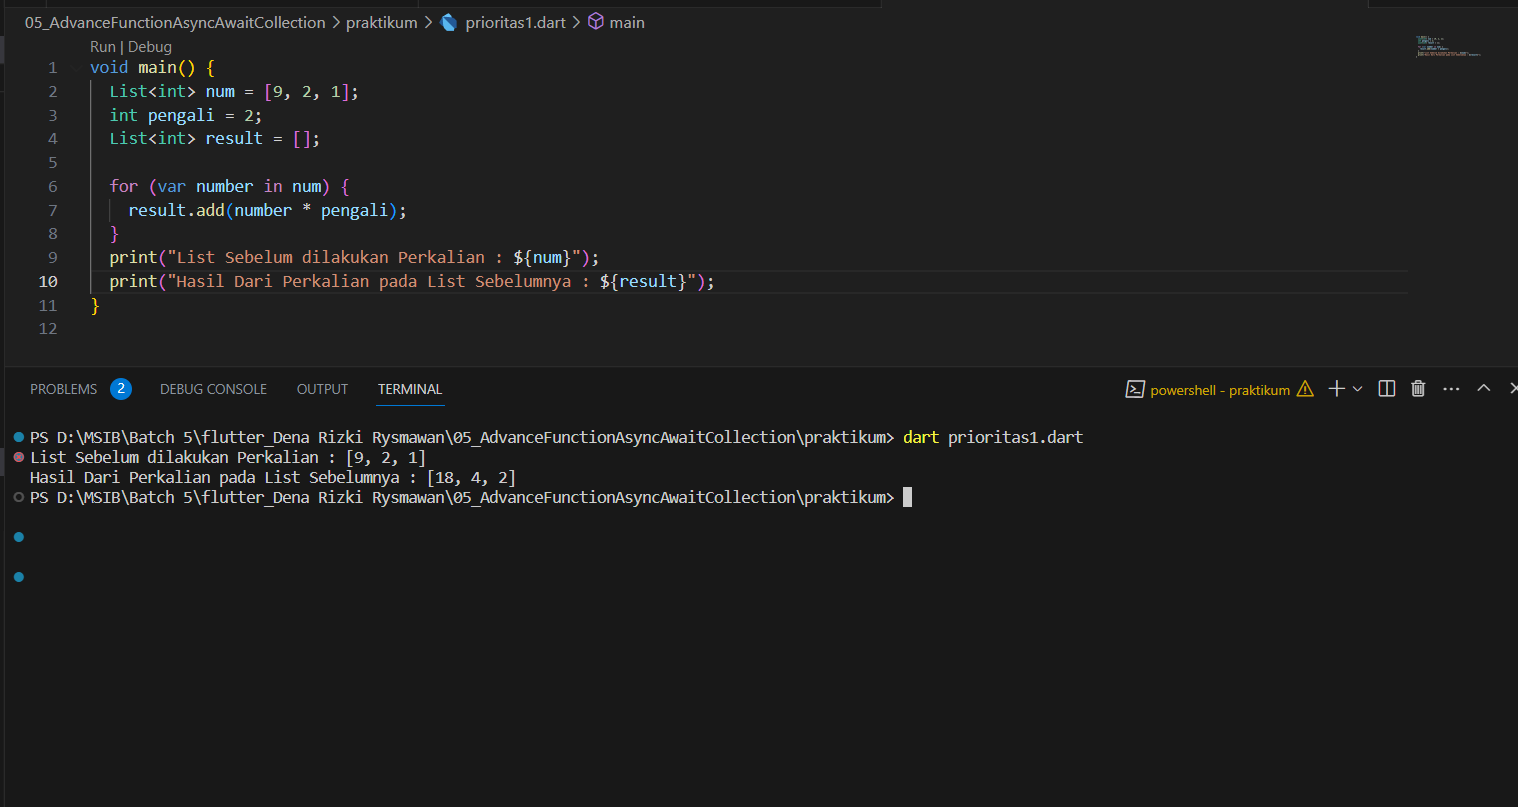 05_AdvanceFunctionAsyncAwaitCollection > praktikum > prioritas1.dart > main
Run | Debug
1 void main() {
2 List<int> num = [9, 2, 1];
3 int pengali = 2;
4 List<int> result = [];
5
6 for (var number in num) {
7 result.add(number * pengali);
8 }
9 print("List Sebelum dilakukan Perkalian : ${num}");
10 print("Hasil Dari Perkalian pada List Sebelumnya : ${result}");
11 }
12
PROBLEMS 2 DEBUG CONSOLE OUTPUT TERMINAL powershell - praktikum
PS D:\MSIB\Batch 5\flutter_Dena Rizki Rysmawan\05_AdvanceFunctionAsyncAwaitCollection\praktikum> dart prioritas1.dart
List Sebelum dilakukan Perkalian : [9, 2, 1]
Hasil Dari Perkalian pada List Sebelumnya : [18, 4, 2]
PS D:\MSIB\Batch 5\flutter_Dena Rizki Rysmawan\05_AdvanceFunctionAsyncAwaitCollection\praktikum>